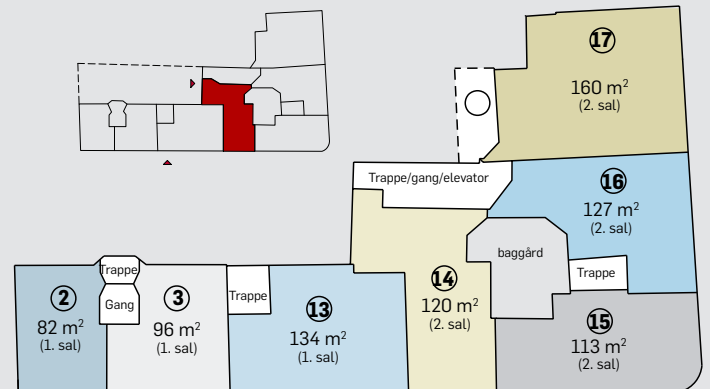 17
160 m²
(2. sal)
Trappe/gang/elevator
16
127 m²
(2. sal)
baggård
Trappe
14
120 m²
(2. sal)
15
113 m²
(2. sal)
Trappe
Gang
2
82 m²
(1. sal)
3
96 m²
(1. sal)
Trappe
13
134 m²
(1. sal)